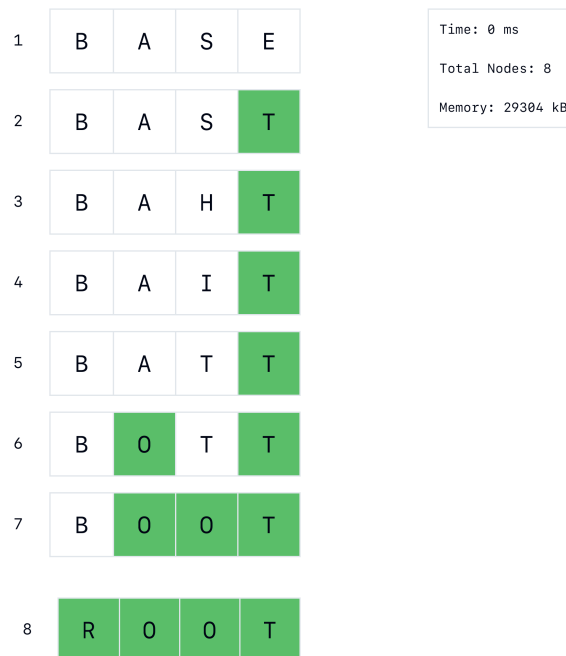 1 B A S E
2 B A S T
3 B A H T
4 B A I T
5 B A T T
6 B O T T
7 B O O T
8 R O O T
Time: 0 ms
Total Nodes: 8
Memory: 29304 kB